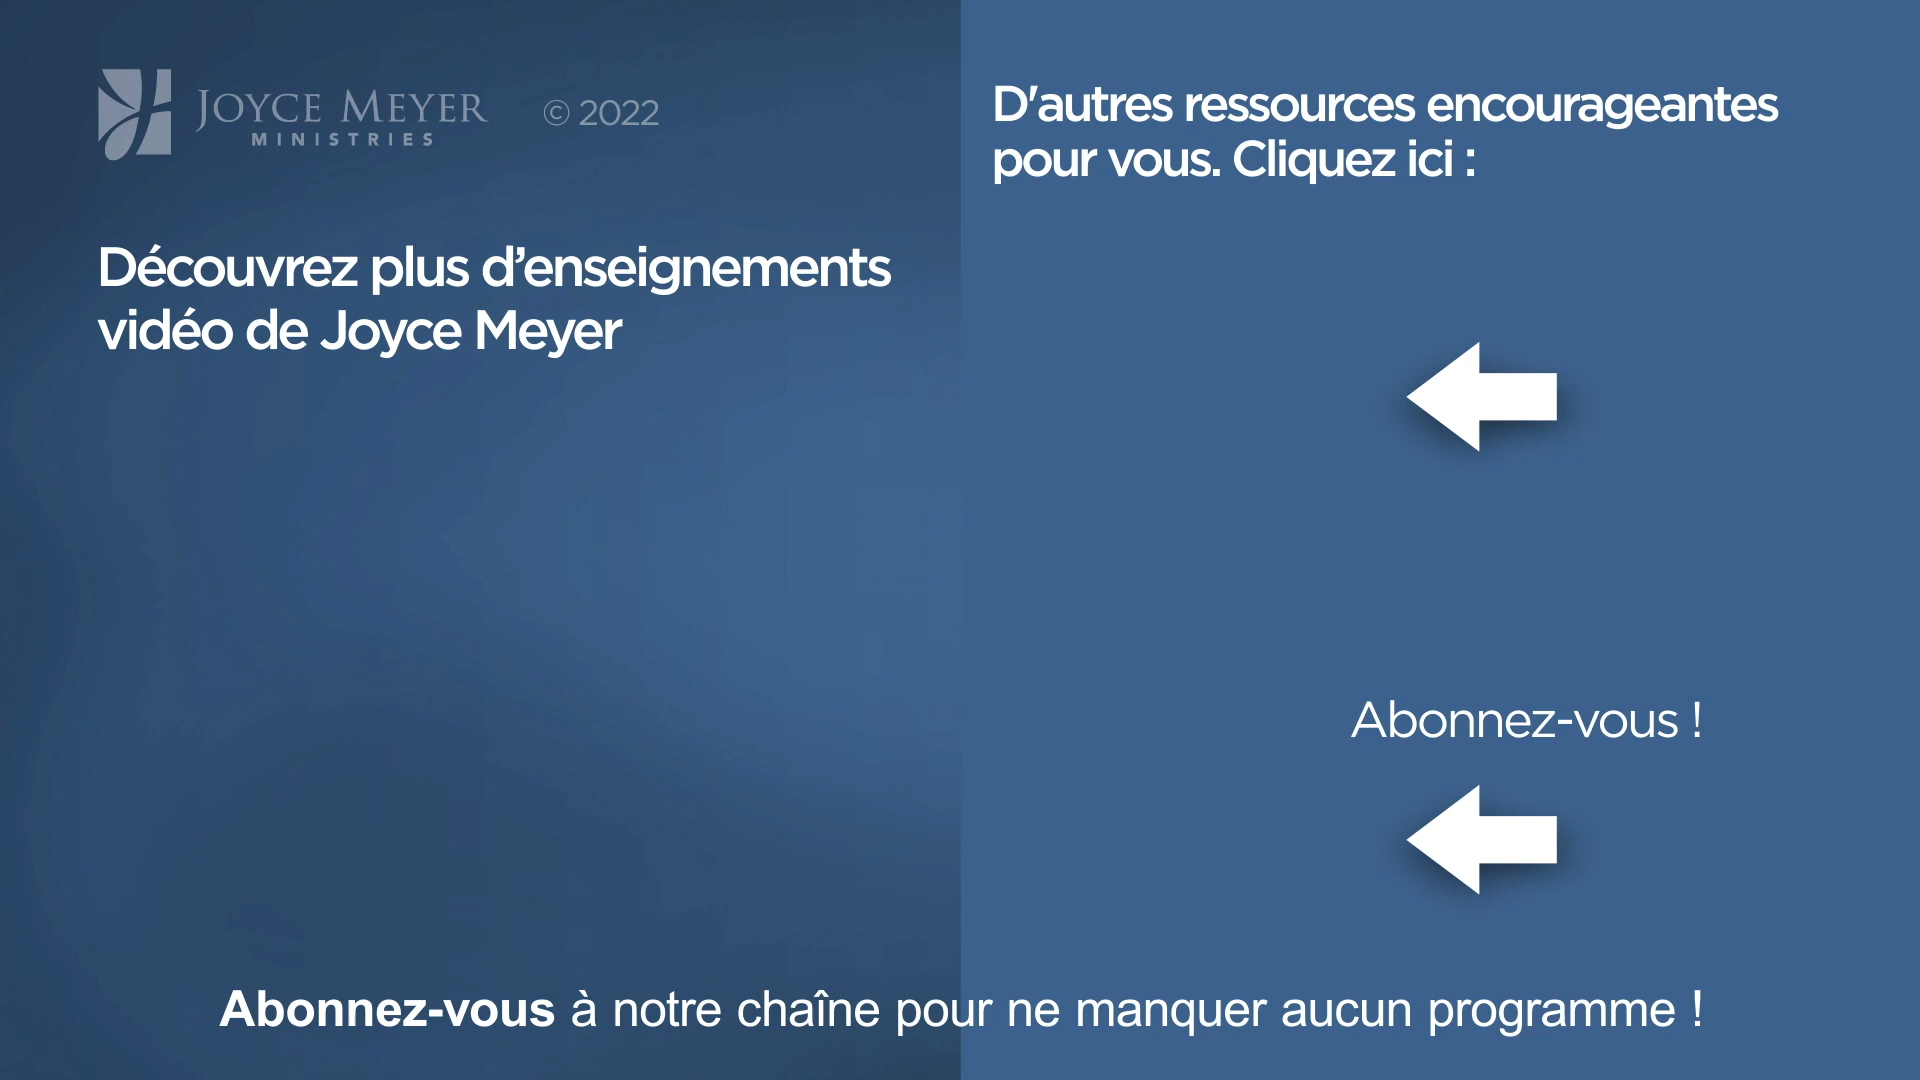 JOYCE MEYER © 2022
MINISTRIES
Découvrez plus d’enseignements
vidéo de Joyce Meyer
D'autres ressources encourageantes
pour vous. Cliquez ici :
Abonnez-vous !
Abonnez-vous à notre chaîne pour ne manquer aucun programme !